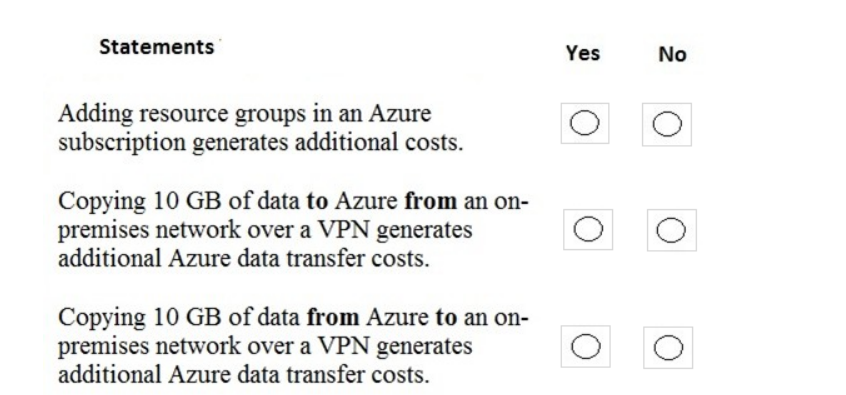 Statements
Yes
No
Adding resource groups in an Azure
subscription generates additional costs.
Copying 10 GB of data to Azure from an on-
premises network over a VPN generates
additional Azure data transfer costs.
Copying 10 GB of data from Azure to an on-
premises network over a VPN generates
additional Azure data transfer costs.